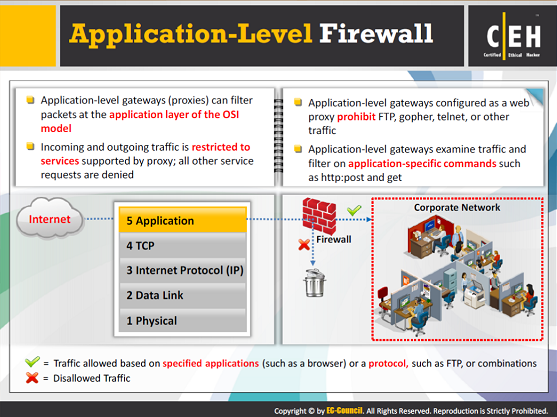 Application-Level Firewall
CEH
Certified Ethical Hacker
Application-level gateways (proxies) can filter
packets at the application layer of the OSI
model
Incoming and outgoing traffic is restricted to
services supported by proxy; all other service
requests are denied
Application-level gateways configured as a web
proxy prohibit FTP, gopher, telnet, or other
traffic
Application-level gateways examine traffic and
filter on application-specific commands such
as http:post and get
Internet
5 Application
4 TCP
3 Internet Protocol (IP)
2 Data Link
1 Physical
Firewall
Corporate Network
= Traffic allowed based on specified applications (such as a browser) or a protocol, such as FTP, or combinations
= Disallowed Traffic
Copyright © by EC-Council. All Rights Reserved. Reproduction is Strictly Prohibited.